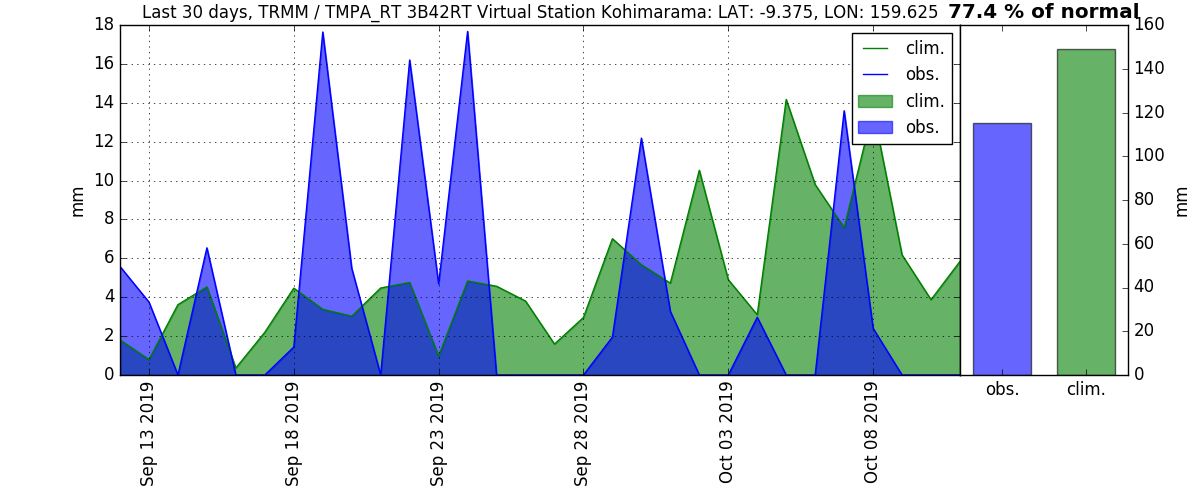 Last 30 days, TRMM / TMPA_RT 3B42RT Virtual Station Kohimarama: LAT: -9.375, LON: 159.625 77.4 % of normal
18
16
14
12
10
8
6
4
2
0
mm
clim.
obs.
clim.
obs.
Sep 13 2019
Sep 18 2019
Sep 23 2019
Sep 28 2019
Oct 03 2019
Oct 08 2019
160
140
120
100
80
60
40
20
0
mm
obs. clim.